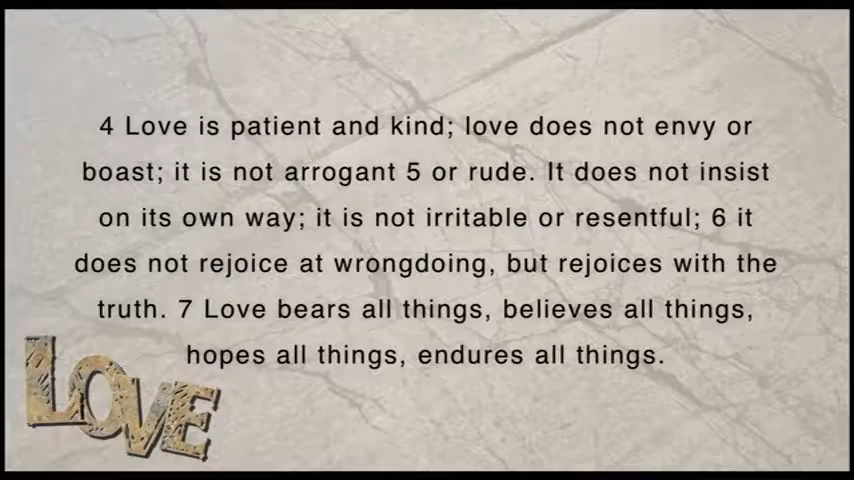 4 Love is patient and kind; love does not envy or
boast; it is not arrogant 5 or rude. It does not insist
on its own way; it is not irritable or resentful; 6 it
does not rejoice at wrongdoing, but rejoices with the
truth. 7 Love bears all things, believes all things,
hopes all things, endures all things.
LOVE